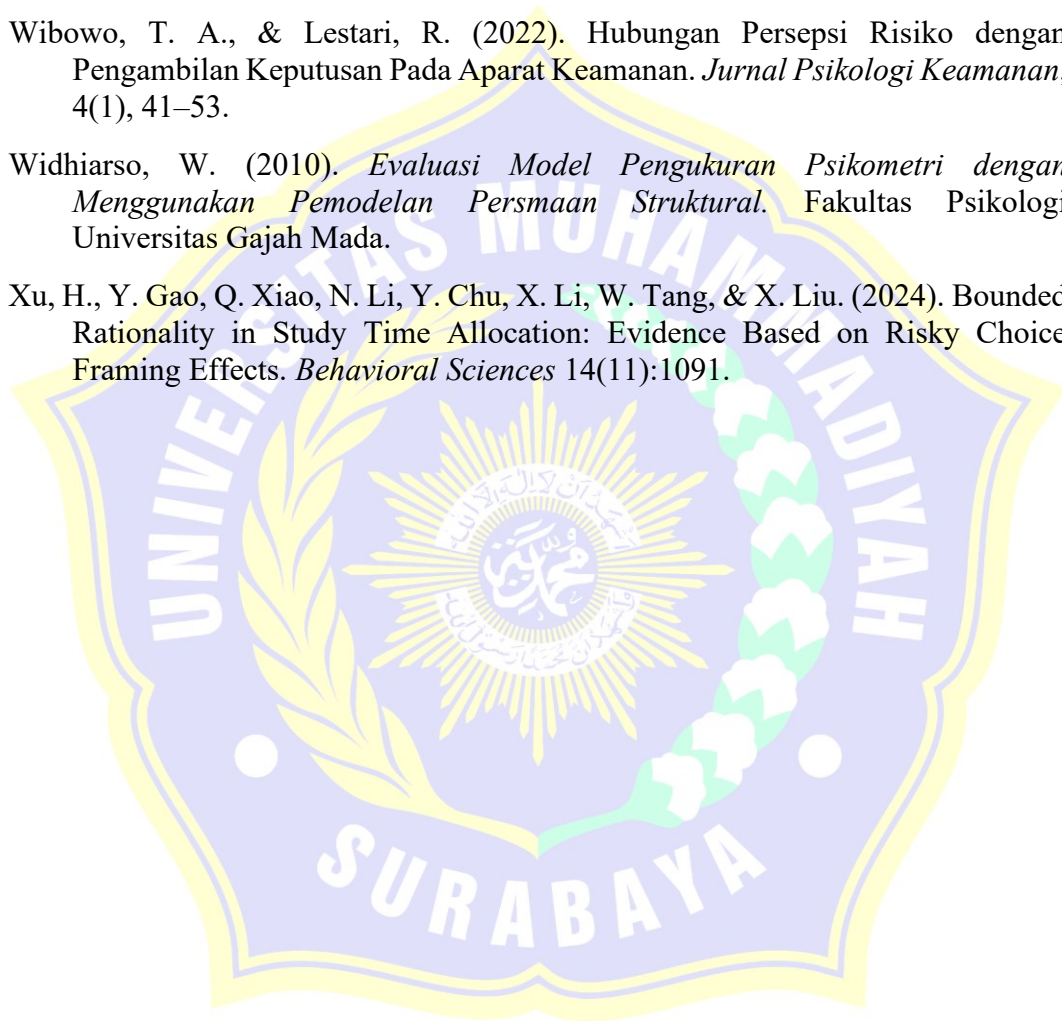 Wibowo, T. A., & Lestari, R. (2022). Hubungan Persepsi Risiko dengan
Pengambilan Keputusan Pada Aparat Keamanan. Jurnal Psikologi Keamanan,
4(1), 41–53.
Widhiarso, W. (2010). Evaluasi Model Pengukuran Psikometri dengan
Menggunakan Pemodelan Persmaan Struktural. Fakultas Psikologi
Universitas Gajah Mada.
Xu, H., Y. Gao, Q. Xiao, N. Li, Y. Chu, X. Li, W. Tang, & X. Liu. (2024). Bounded
Rationality in Study Time Allocation: Evidence Based on Risky Choice
Framing Effects. Behavioral Sciences 14(11):1091.
UNIVERSITAS MUHAMMADIYAH
SURABAYA